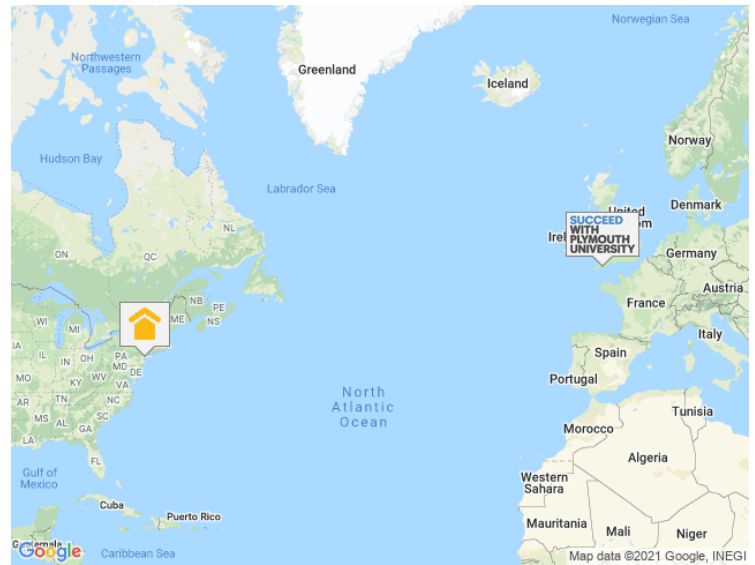 Norwegian Sea
Northwestern
Passages
Greenland
Iceland
Norway
Hudson Bay
Labrador Sea
NL
SUCCEED
WITH
PLYMOUTH
UNIVERSITY
Denmark
ON
QC
Germany
NB
PE
ME
NS
Austria
France
WI
MI
Italy
IA
IL
IN
OH
PA
MD
DE
Spain
Portugal
MO
KY
WV
VA
North
Atlantic
Ocean
AR
TN
NC
Tunisia
MS
AL
SC
GA
Morocco
LA
Algeria
FL
Gulf of
Mexico
Western
Sahara
Cuba
Puerto Rico
Mauritania
Mali
Niger
Google
Caribbean Sea
Map data ©2021 Google, INEGI